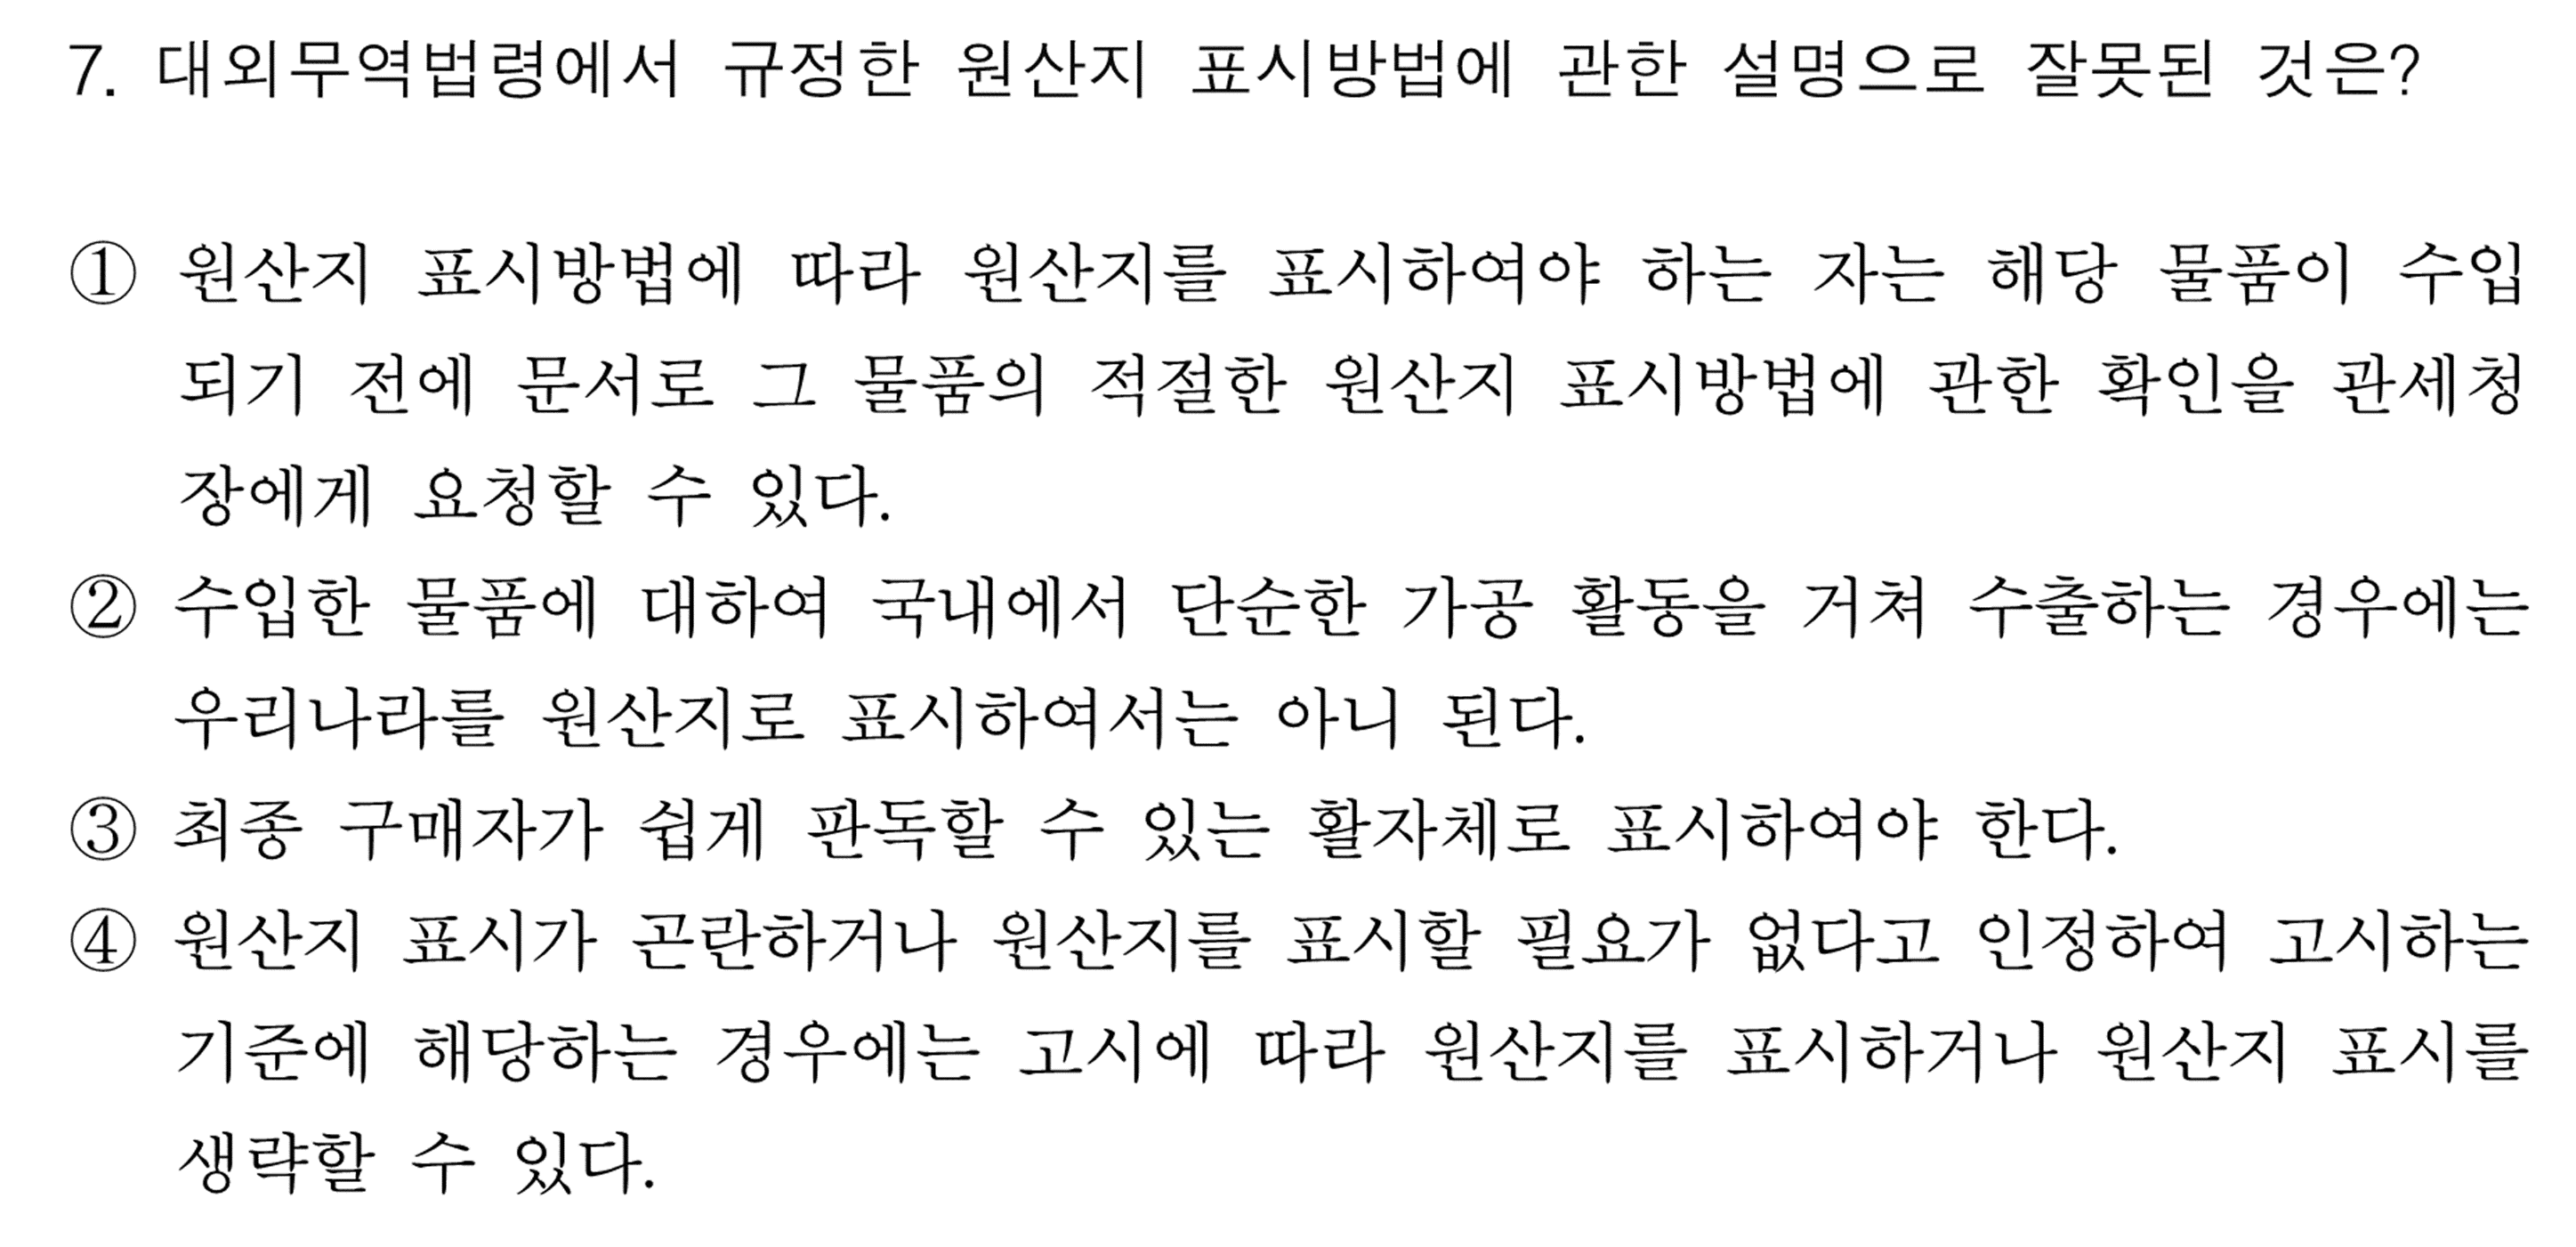 7. 대외무역법령에서 규정한 원산지 표시방법에 관한 설명으로 잘못된 것은?
① 원산지 표시방법에 따라 원산지를 표시하여야 하는 자는 해당 물품이 수입
되기 전에 문서로 그 물품의 적절한 원산지 표시방법에 관한 확인을 관세청
장에게 요청할 수 있다.
② 수입한 물품에 대하여 국내에서 단순한 가공 활동을 거쳐 수출하는 경우에는
우리나라를 원산지로 표시하여서는 아니 된다.
③ 최종 구매자가 쉽게 판독할 수 있는 활자체로 표시하여야 한다.
④ 원산지 표시가 곤란하거나 원산지를 표시할 필요가 없다고 인정하여 고시하는
기준에 해당하는 경우에는 고시에 따라 원산지를 표시하거나 원산지 표시를
생략할 수 있다.